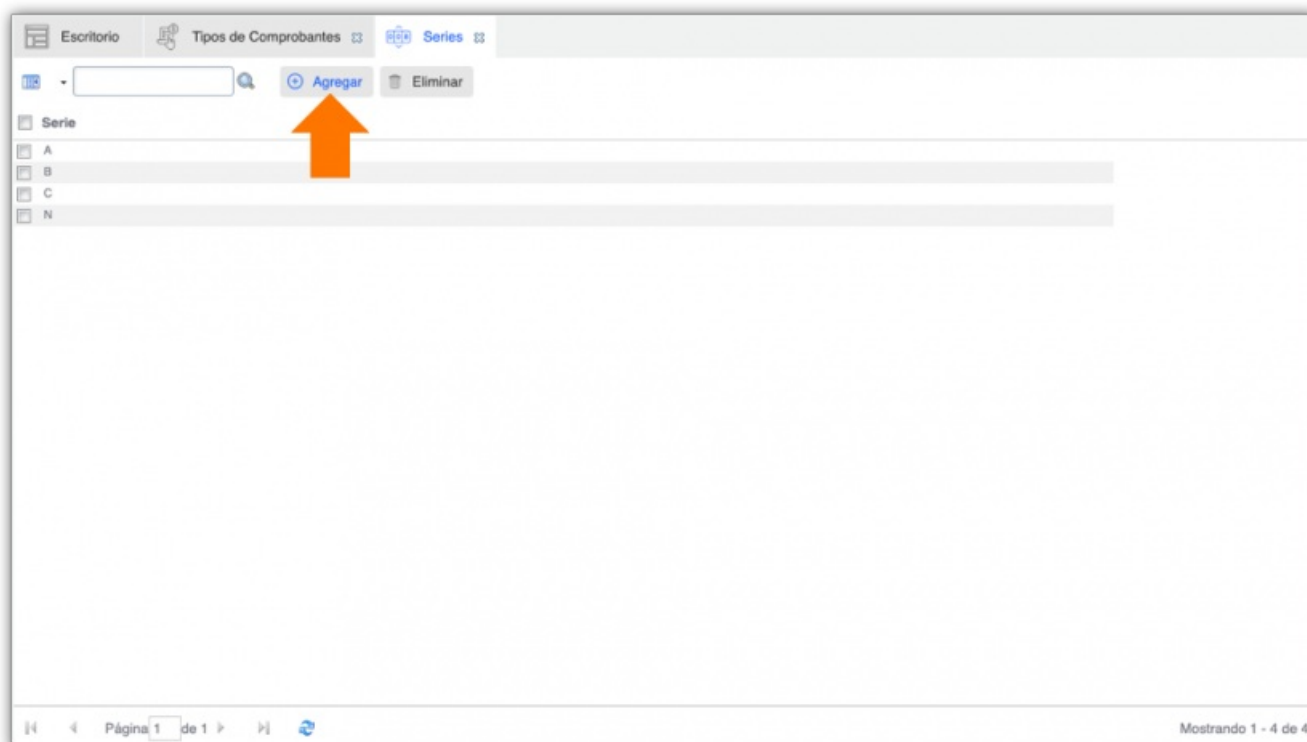 Escritorio Tipos de Comprobantes Series
Agregar Eliminar
Serie
A
B
C
N
Página 1 de 1 Mostrando 1 - 4 de 4